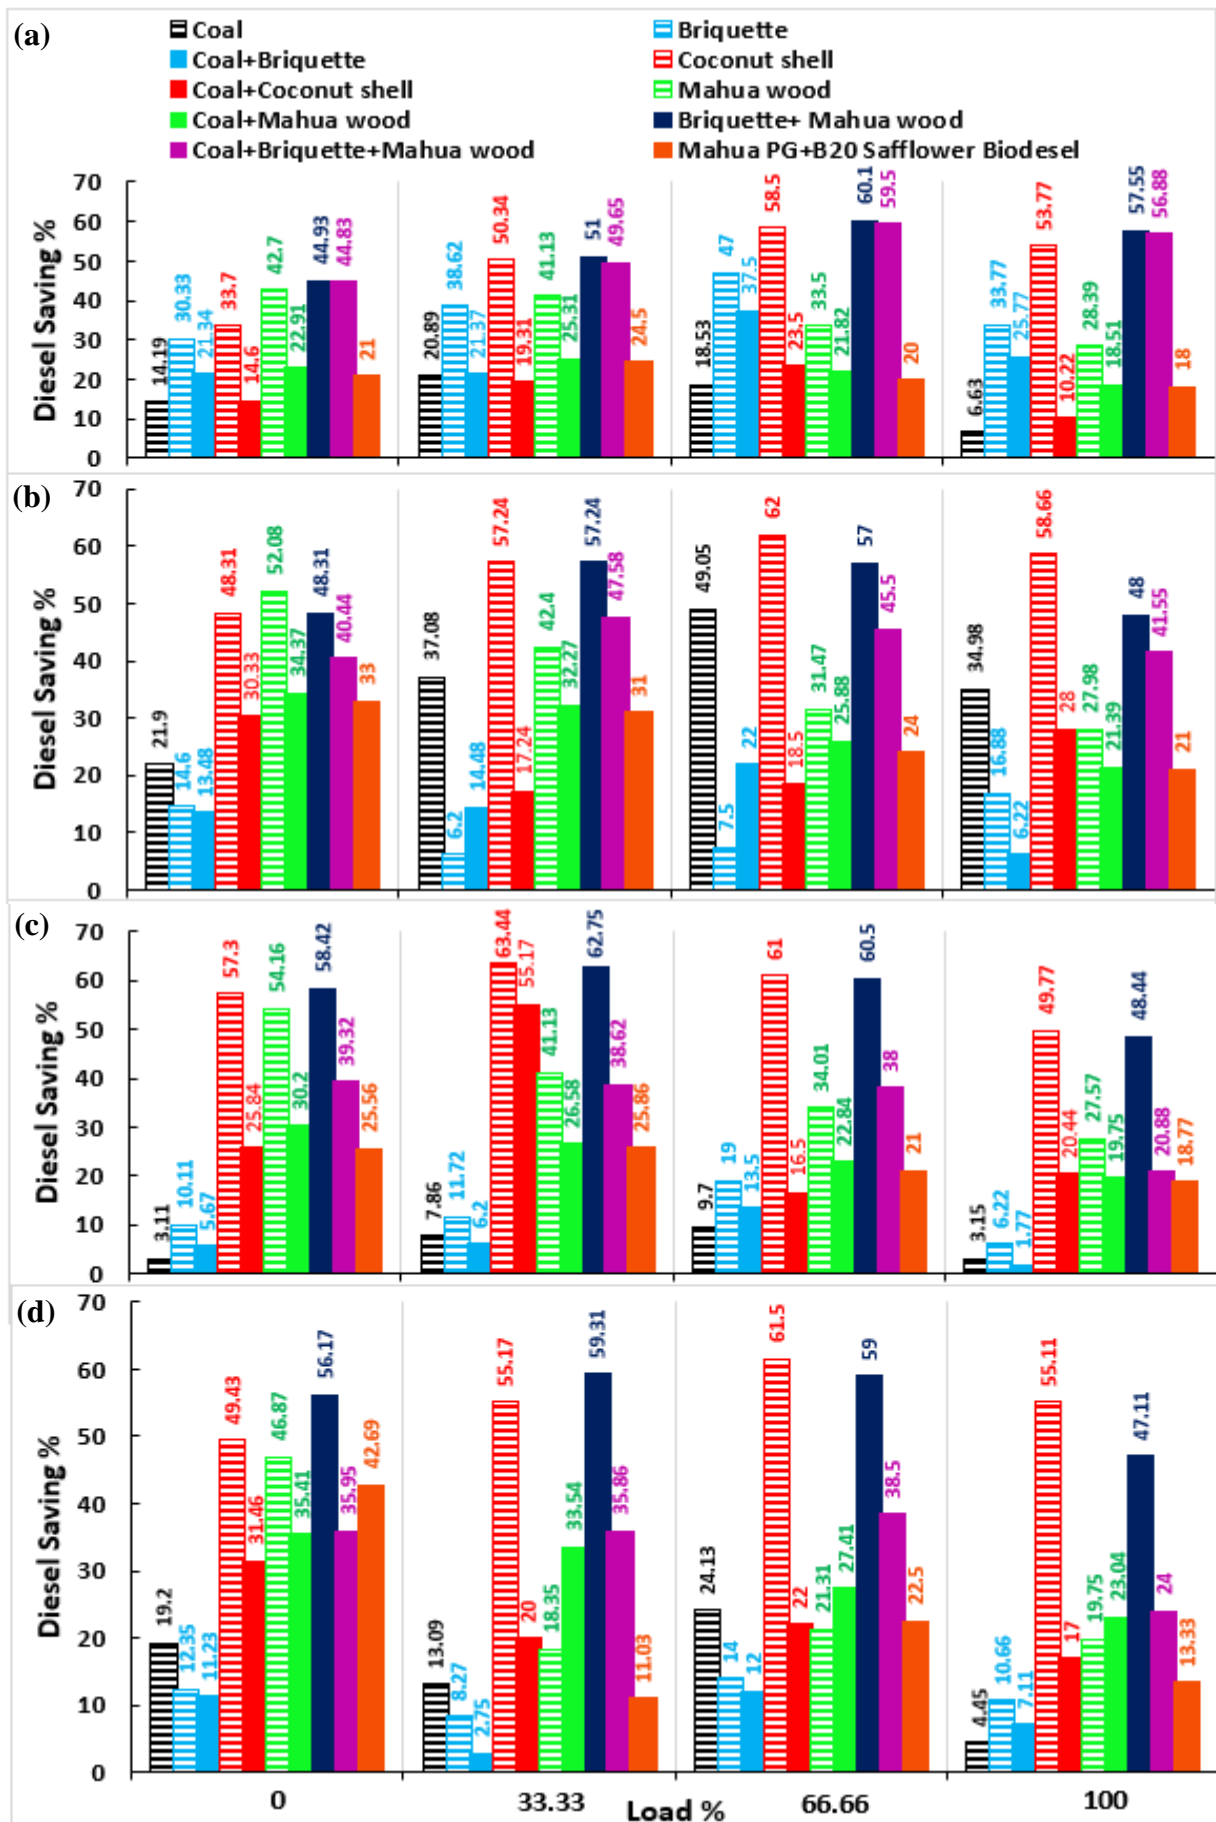 (a)
Coal Briquette
Coal+Briquette Coconut shell
Coal+Coconut shell Mahua wood
Coal+Mahua wood Briquette+ Mahua wood
Coal+Briquette+Mahua wood Mahua PG+B20 Safflower Biodesel
Diesel Saving %
70
60
50
40
30
20
10
0
14.19 30.33 21.34 33.7 14.6 42.7 22.91 44.93 44.83 21
20.89 38.62 21.37 50.34 19.31 41.13 25.31 51 49.65 24.5
18.53 47 37.5 58.5 23.5 33.5 21.82 60.1 59.5 20
6.63 33.77 25.77 53.77 10.22 28.39 18.51 57.55 56.88 18
(b)
Diesel Saving %
70
60
50
40
30
20
10
0
21.9 14.6 13.48 48.31 30.33 52.08 34.37 48.31 40.44 33
37.08 6.2 14.48 57.24 17.24 42.4 32.27 57.24 47.58 31
49.05 7.5 22 62 18.5 31.47 25.88 57 45.5 24
34.98 16.88 6.22 58.66 28 27.98 21.39 48 41.55 21
(c)
Diesel Saving %
70
60
50
40
30
20
10
0
3.11 10.11 5.67 57.3 25.84 54.16 30.2 58.42 39.32 25.56
7.86 11.72 6.2 63.44 55.17 41.13 26.58 62.75 38.62 25.86
9.7 19 13.5 61 16.5 34.01 22.84 60.5 38 21
3.15 6.22 1.77 49.77 20.44 27.57 19.75 48.44 20.88 18.77
(d)
Diesel Saving %
70
60
50
40
30
20
10
0
19.2 12.35 11.23 49.43 31.46 46.87 35.41 56.17 35.95 42.69
13.09 8.27 2.75 55.17 20 18.35 33.54 59.31 35.86 11.03
24.13 14 12 61.5 22 21.31 27.41 59 38.5 22.5
4.45 10.66 7.11 55.11 17 19.75 23.04 47.11 24 13.33
0 33.33 66.66 100
Load %